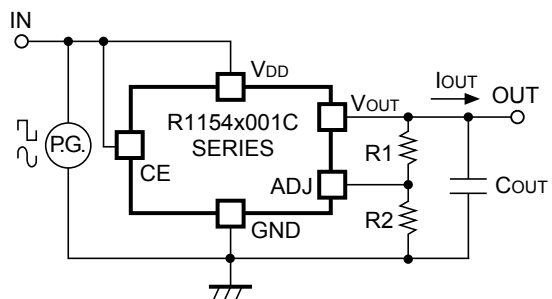 IN
VDD
IOUT
OUT
R1154x001C
SERIES
VOUT
P.G.
R1
CE
ADJ
COUT
R2
GND